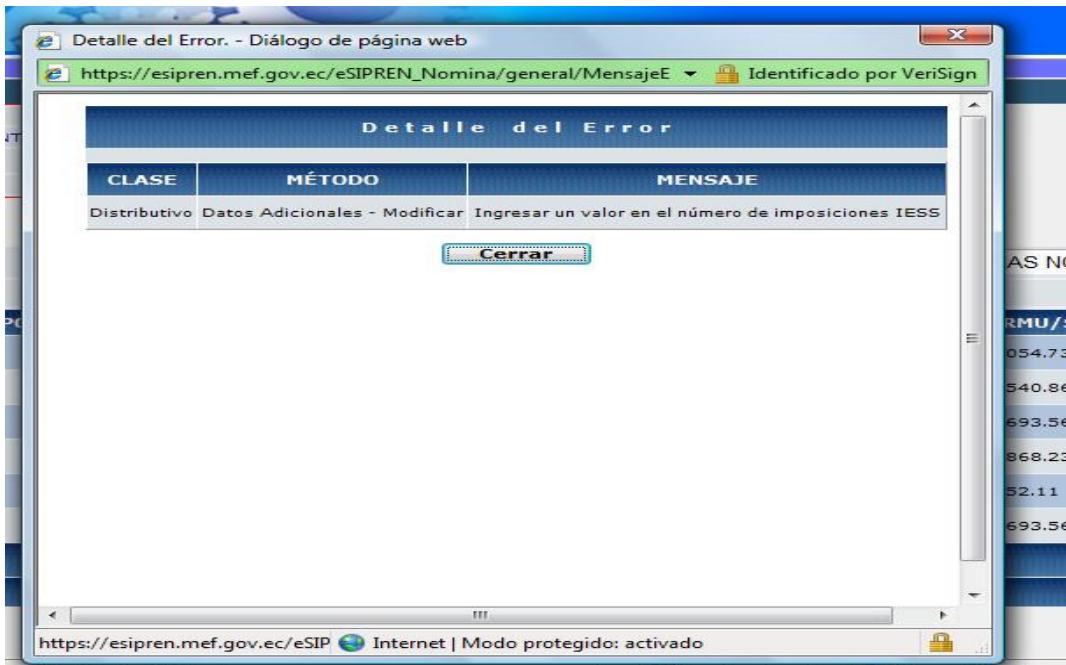 Detalle del Error. - Diálogo de página web
https://esipren.mef.gov.ec/eSIPREN_Nomina/general/MensajeE
Identificado por VeriSign
Detalle del Error
CLASE MÉTODO MENSAJE
Distributivo Datos Adicionales - Modificar Ingresar un valor en el número de imposiciones IESS
Cerrar
AS NO
RMU/S
054.73
540.86
693.56
868.23
52.11
693.56
https://esipren.mef.gov.ec/eSIP Internet | Modo protegido: activado